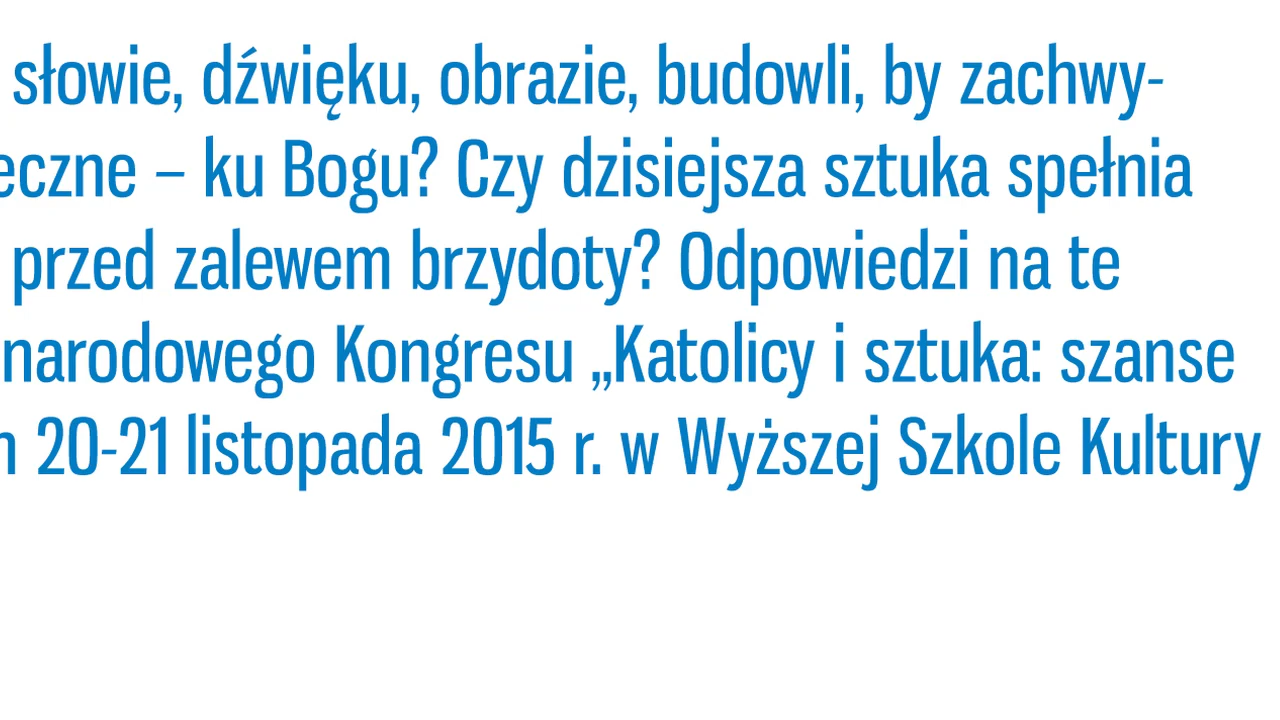 słowie, dźwięku, obrazie, budowli, by zachwy-
eczne – ku Bogu? Czy dzisiejsza sztuka spełnia
przed zalewem brzydoty? Odpowiedzi na te
narodowego Kongresu „Katolicy i sztuka: szanse
20-21 listopada 2015 r. w Wyższej Szkole Kultury